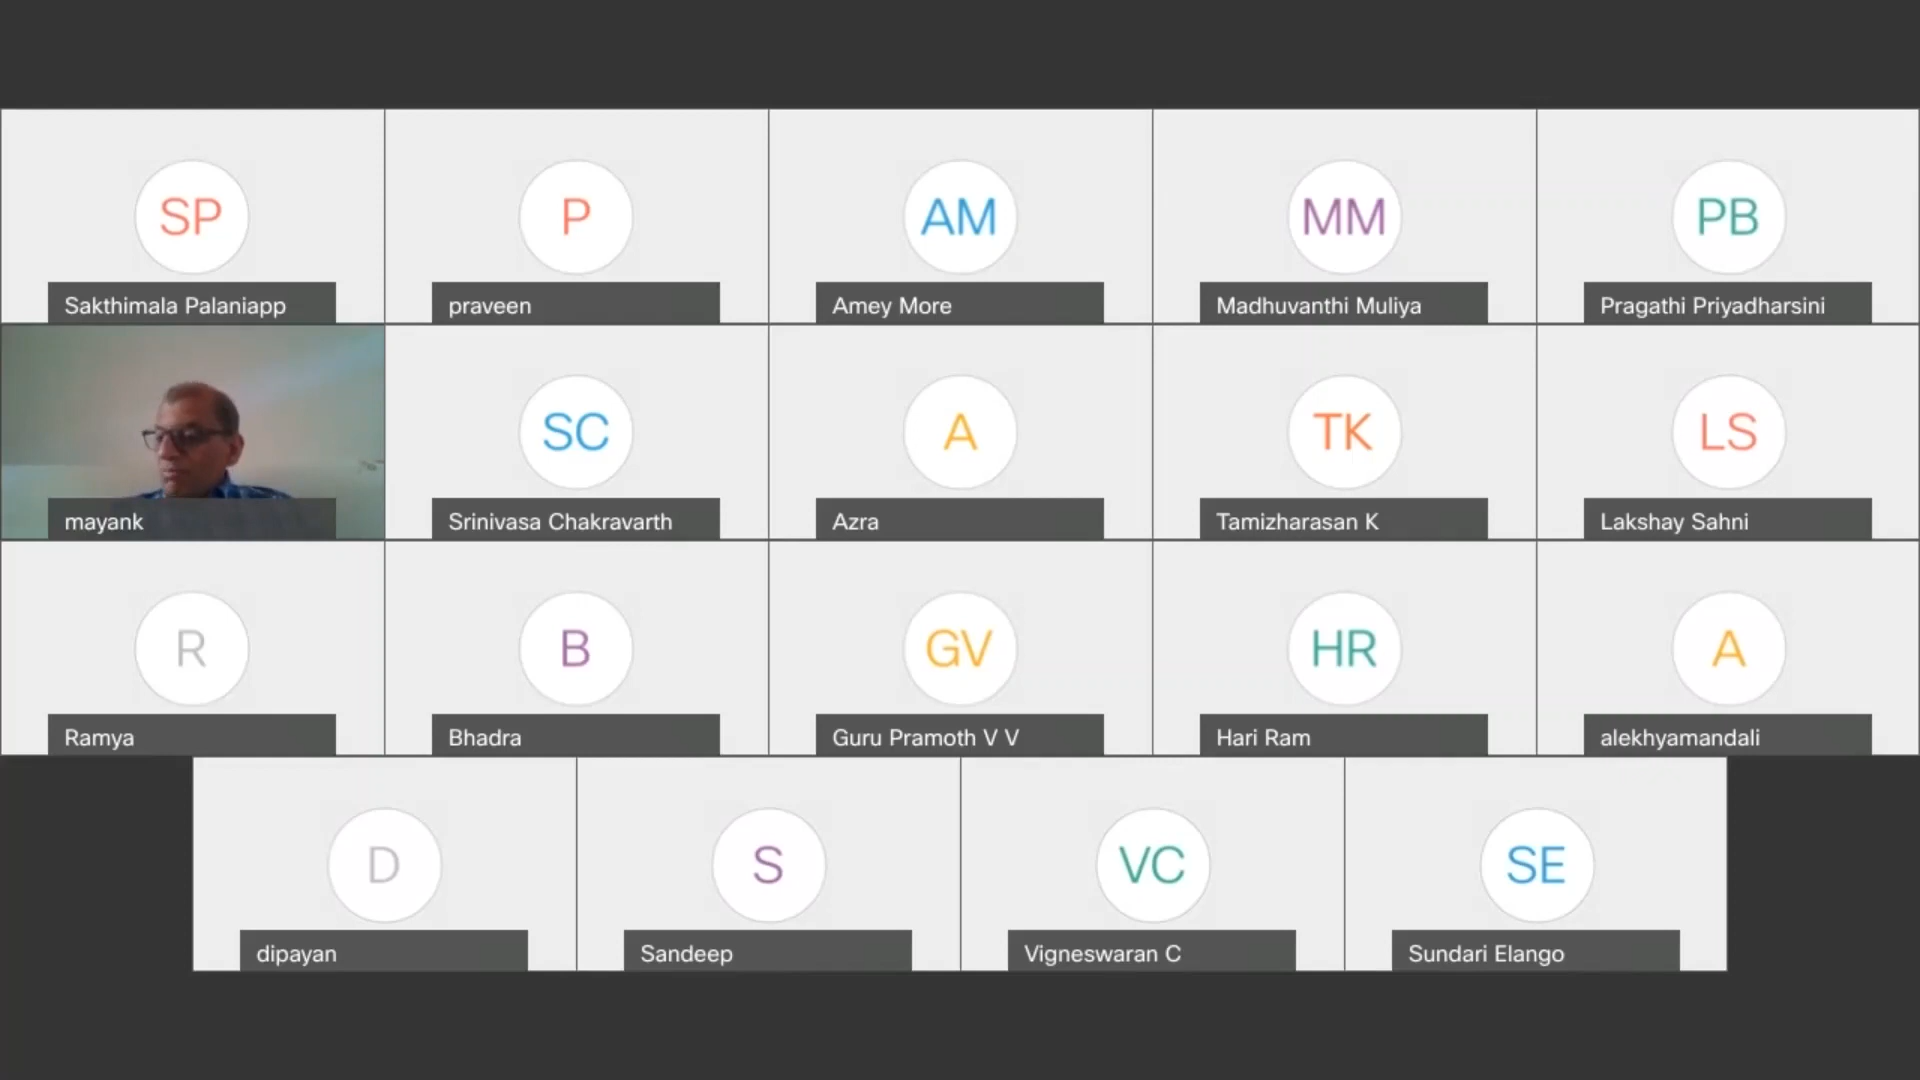 SP
P
AM
MM
PB
Sakthimala Palaniapp
praveen
Amey More
Madhuvanthi Muliya
Pragathi Priyadharsini
SC
A
TK
LS
mayank
Srinivasa Chakravarth
Azra
Tamizharasan K
Lakshay Sahni
R
B
GV
HR
A
Ramya
Bhadra
Guru Pramoth V V
Hari Ram
alekhyamandali
D
S
VC
SE
dipayan
Sandeep
Vigneswaran C
Sundari Elango